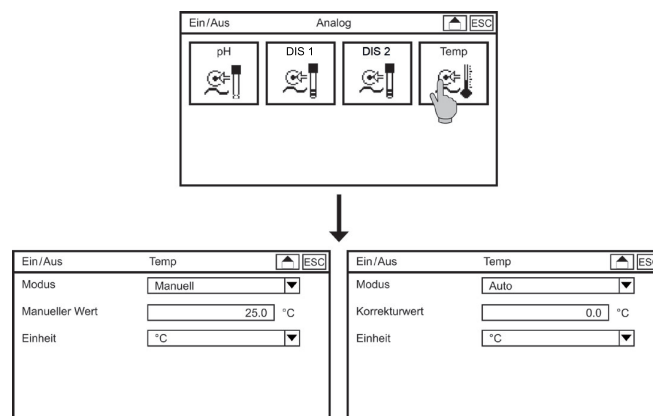 Ein/Aus Analog ESC
pH DIS 1 DIS 2 Temp
Ein/Aus Temp ESC
Modus Manuell
Manueller Wert 25.0 °C
Einheit °C
Ein/Aus Temp ESC
Modus Auto
Korrekturwert 0.0 °C
Einheit °C